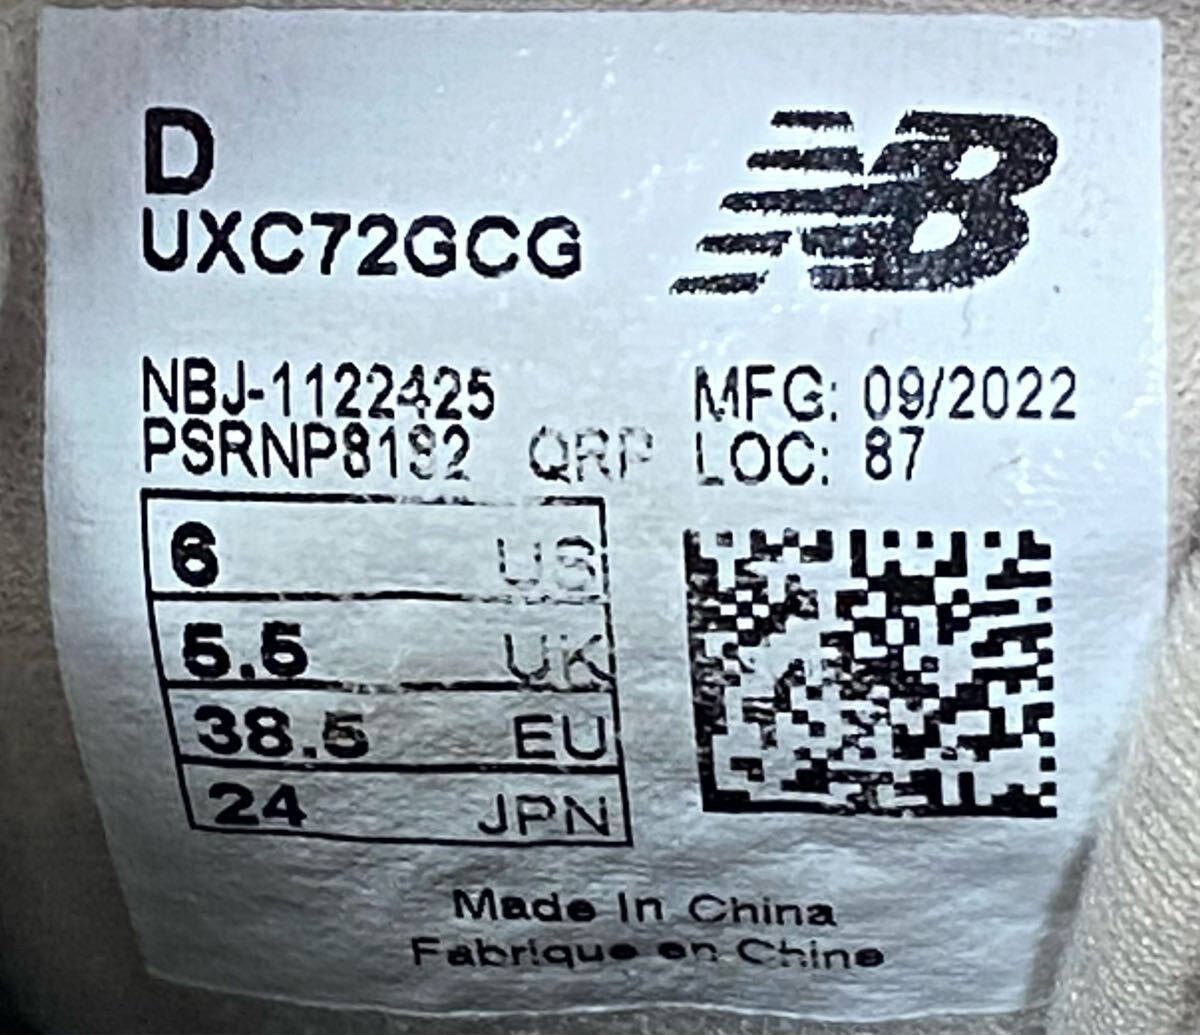 D
UXC72GCG
NB
NBJ-1122425
PSRNP8192 QRP
MFG: 09/2022
LOC: 87
6 US
5.5 UK
38.5 EU
24 JPN
Made In China
Fabrique en Chine